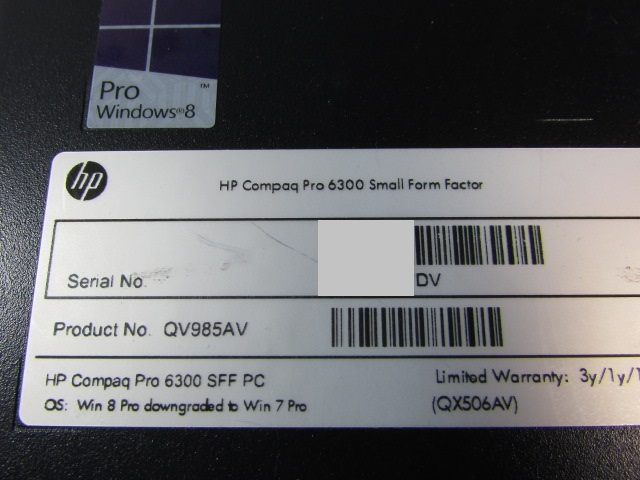 Pro ™
Windows®8
hp
HP Compaq Pro 6300 Small Form Factor
Serial No. DV
Product No. QV985AV
HP Compaq Pro 6300 SFF PC
Limited Warranty: 3y/1y/1
OS: Win 8 Pro downgraded to Win 7 Pro
(QX506AV)